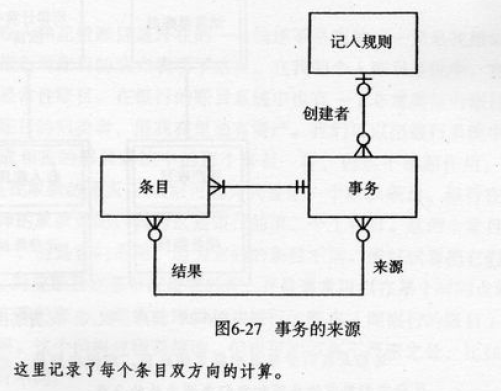 记入规则
创建者
条目
事务
结果
来源
图6-27 事务的来源
这里记录了每个条目双方向的计算。